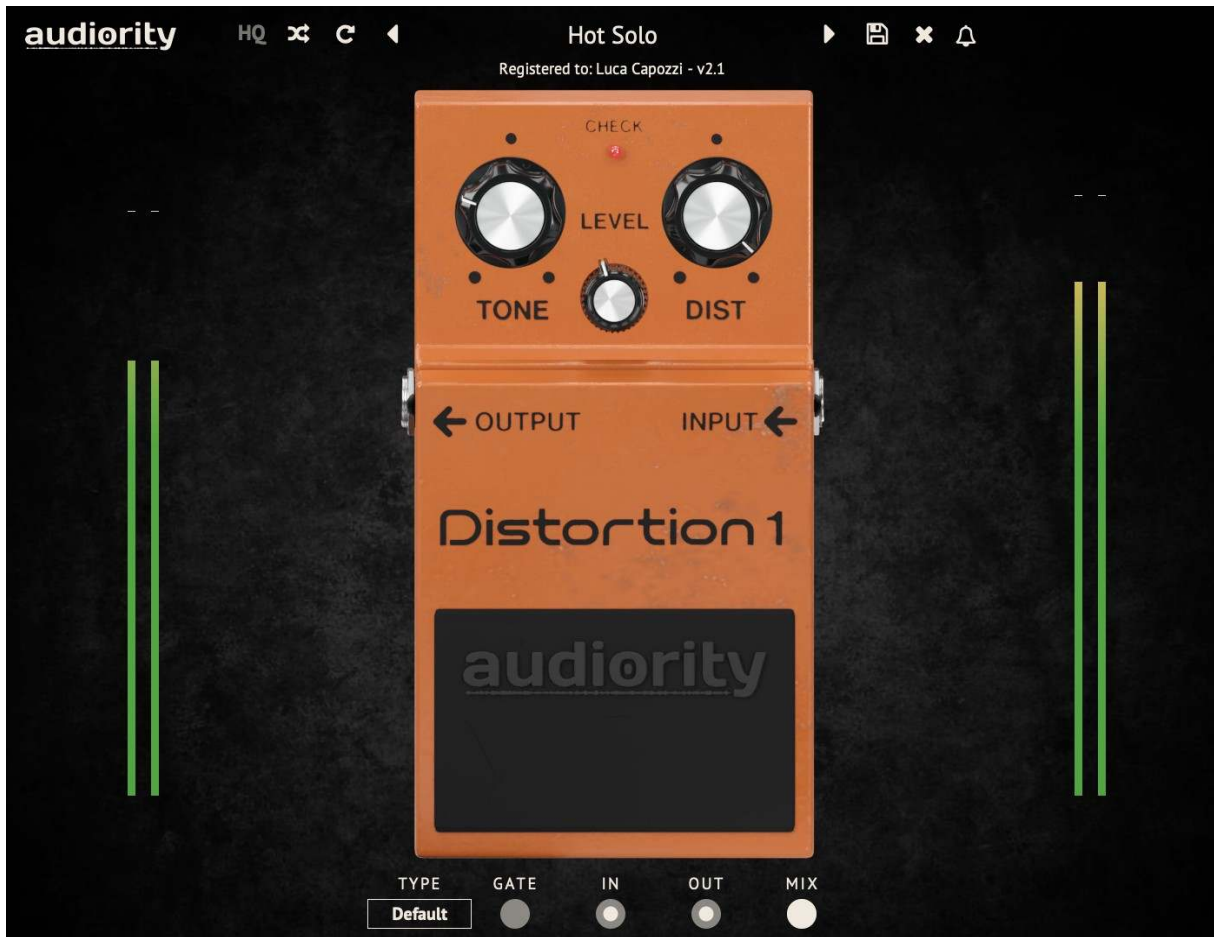 audiority
HQ
Hot Solo
Registered to: Luca Capozzi - v2.1
CHECK
LEVEL
TONE
DIST
OUTPUT
INPUT
Distortion 1
audiority
TYPE
GATE
IN
OUT
MIX
Default